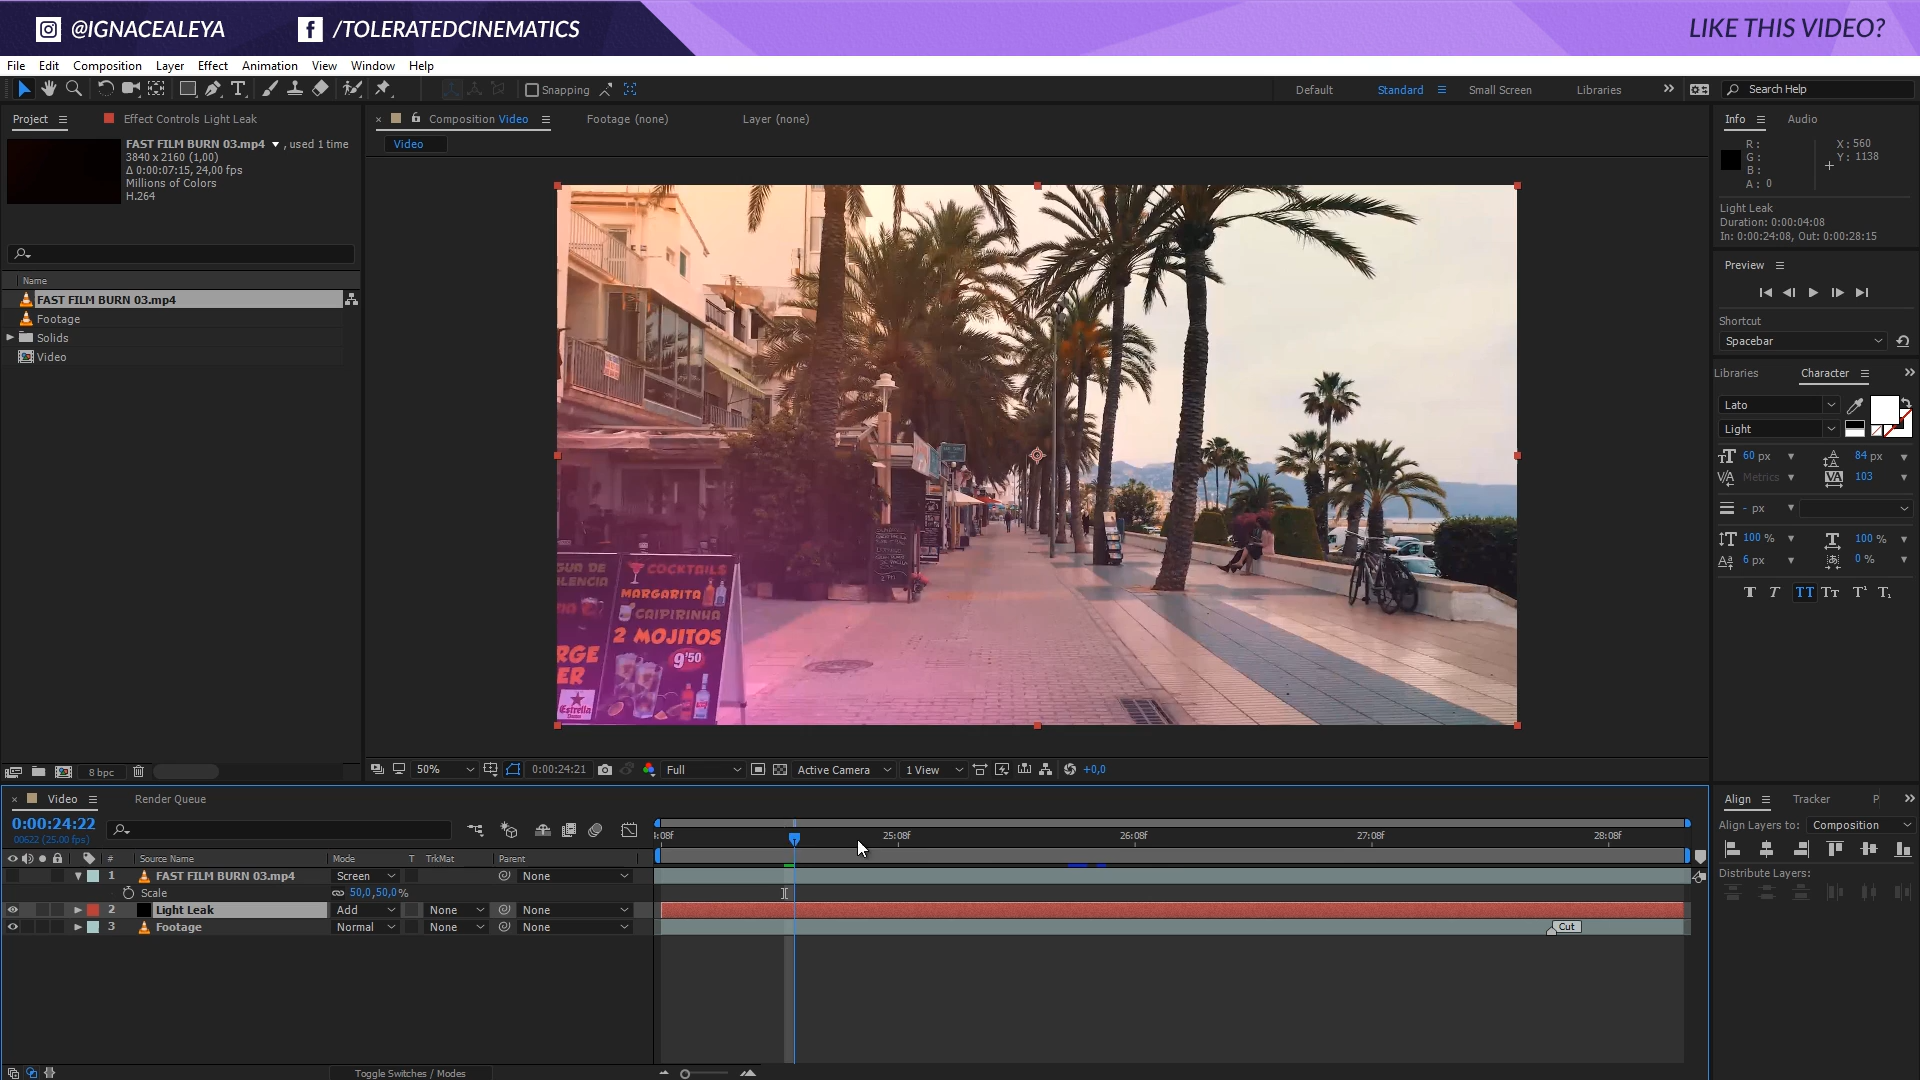 @IGNACEALEYA
/TOLERATEDCINEMATICS
LIKE THIS VIDEO?
File Edit Composition Layer Effect Animation View Window Help
Snapping
Default Standard Small Screen Libraries
Search Help
Project
Effect Controls Light Leak
FAST FILM BURN 03.mp4 , used 1 time
3840 x 2160 (1,00)
Δ 0:00:07:15, 24,00 fps
Millions of Colors
H.264
Name
FAST FILM BURN 03.mp4
Footage
Solids
Video
8 bpc
Composition Video
Footage (none)
Layer (none)
Video
COCKTAILS
MARGARITA
CAIPIRINHA
2 MOJITOS
9'50
Estrella
50%
0:00:24:21
Full
Active Camera
1 View
+0,0
Info Audio
R :
G :
B :
A : 0
X : 560
Y : 1138
Light Leak
Duration: 0:00:04:08
In: 0:00:24:08, Out: 0:00:28:15
Preview
Shortcut
Spacebar
Libraries Character
Lato
Light
60 px
84 px
Metrics
103
- px
100 %
100 %
6 px
0 %
Video
Render Queue
0:00:24:22
00622 (25.00 fps)
# Source Name Mode T TrkMat Parent
1 FAST FILM BURN 03.mp4 Screen None
Scale 50,0,50,0%
2 Light Leak Add None None
3 Footage Normal None None
Toggle Switches / Modes
4:08f 25:08f 26:08f 27:08f 28:08f
Cut
Align Tracker P
Align Layers to: Composition
Distribute Layers: